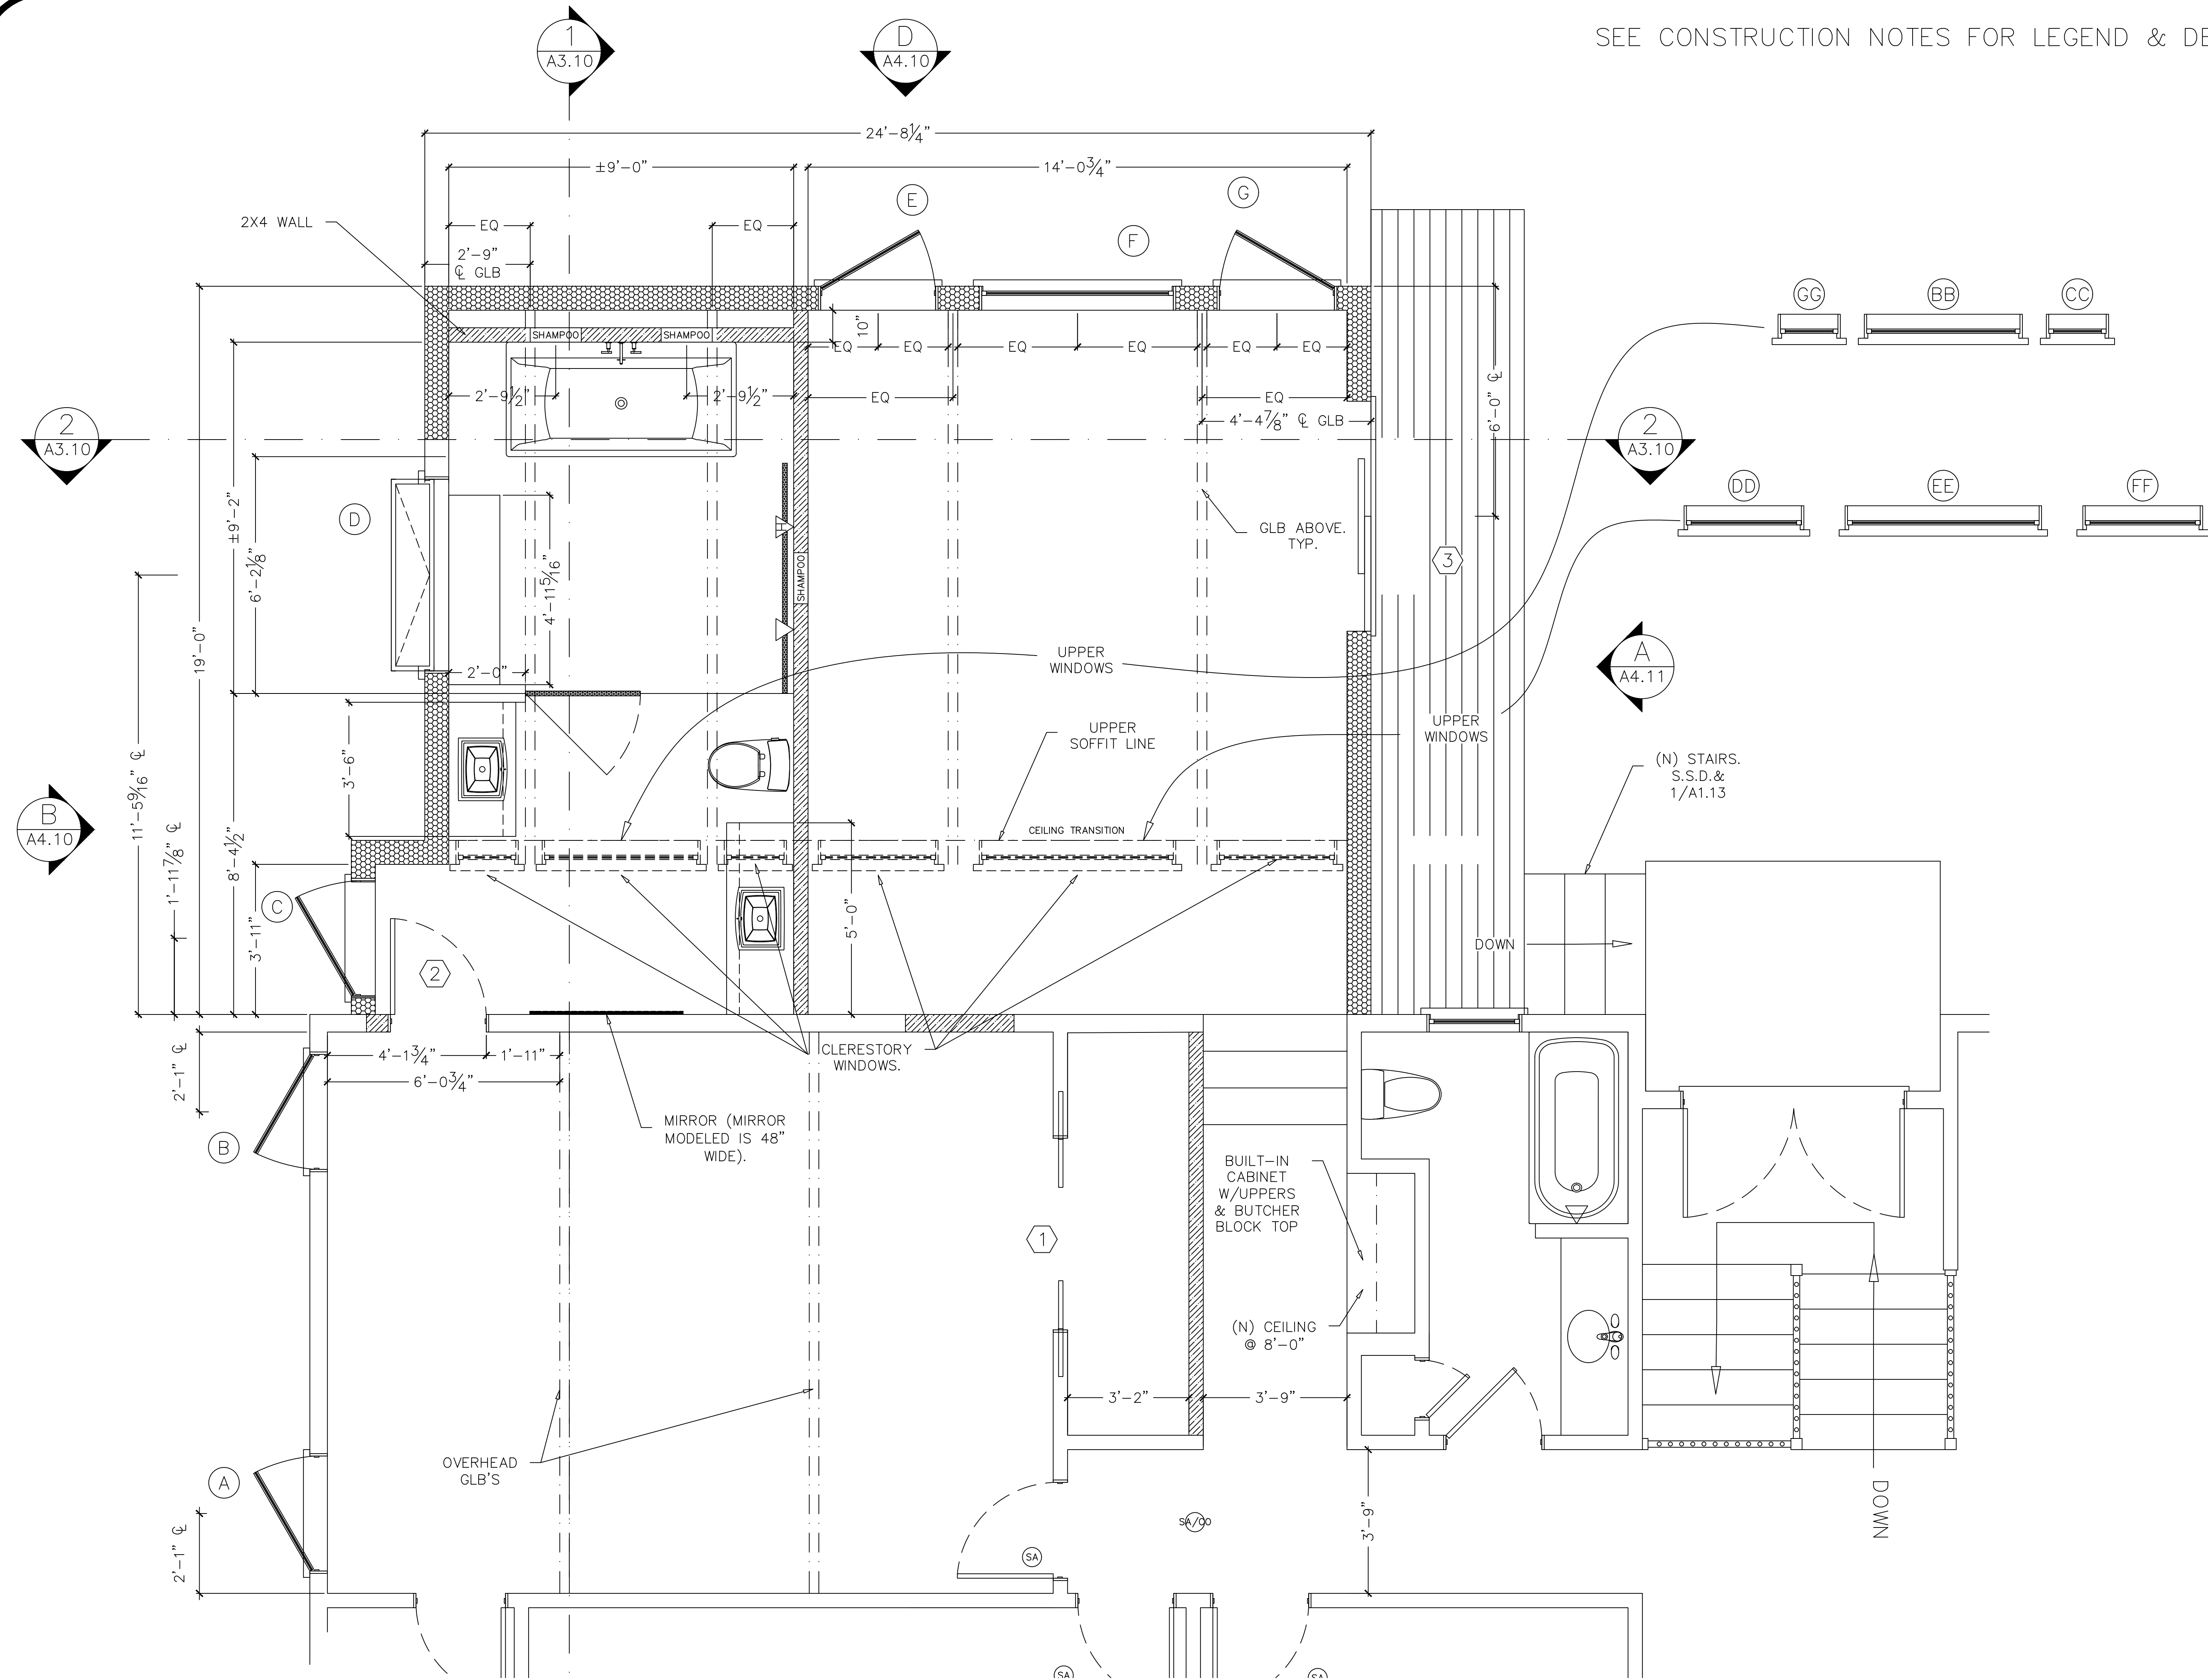 SEE CONSTRUCTION NOTES FOR LEGEND & DE
1
A3.10
D
A4.10
24'-8¼"
±9'-0"
14'-0¾"
E
G
F
2X4 WALL
EQ
EQ
2'-9"
℄ GLB
GG
BB
CC
SHAMPOO
SHAMPOO
10"
EQ
EQ
EQ
EQ
EQ
EQ
EQ
EQ
2'-9½"
2'-9½"
4'-4⅞" ℄ GLB
6'-0" ℄
2
A3.10
2
A3.10
DD
EE
FF
D
±9'-2"
6'-2⅛"
4'-11 15/16"
SHAMPOO
GLB ABOVE.
TYP.
3
19'-0"
2'-0"
UPPER
WINDOWS
A
A4.11
UPPER
SOFFIT LINE
UPPER
WINDOWS
(N) STAIRS.
S.S.D.&
1/A1.13
11'-5 9/16" ℄
3'-6"
B
A4.10
1'-11⅞" ℄
8'-4½"
CEILING TRANSITION
C
3'-11"
2
5'-0"
DOWN
2'-1" ℄
4'-1¾"
1'-11"
6'-0¾"
CLERESTORY
WINDOWS.
B
MIRROR (MIRROR
MODELED IS 48"
WIDE).
BUILT-IN
CABINET
W/UPPERS
& BUTCHER
BLOCK TOP
1
(N) CEILING
@ 8'-0"
3'-2"
3'-9"
OVERHEAD
GLB'S
A
2'-1" ℄
SA/CO
3'-9"
DOWN
SA
SA
SA